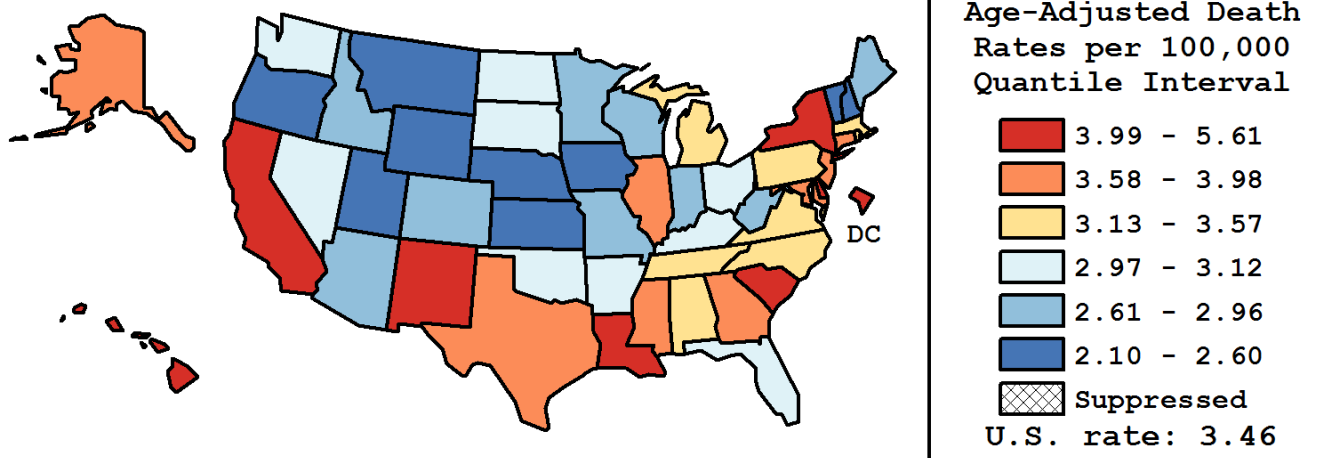 Age-Adjusted Death
Rates per 100,000
Quantile Interval
3.99 - 5.61
3.58 - 3.98
3.13 - 3.57
2.97 - 3.12
2.61 - 2.96
2.10 - 2.60
Suppressed
U.S. rate: 3.46
DC